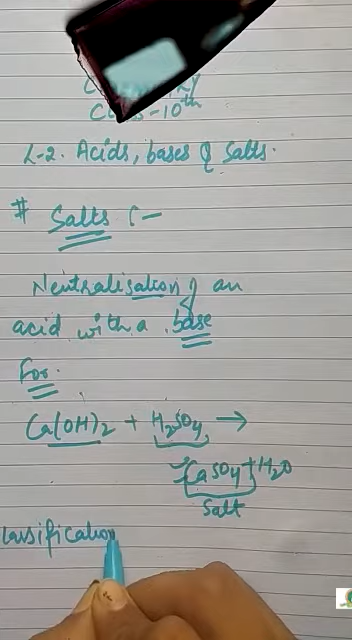 Class-10th
L-2. Acids, bases & Salts.
# Salts :-
Neutralisation of an
acid with a base
For.
Ca(OH)2 + H2SO4 →
CaSO4 + H2O
Salt
lassification